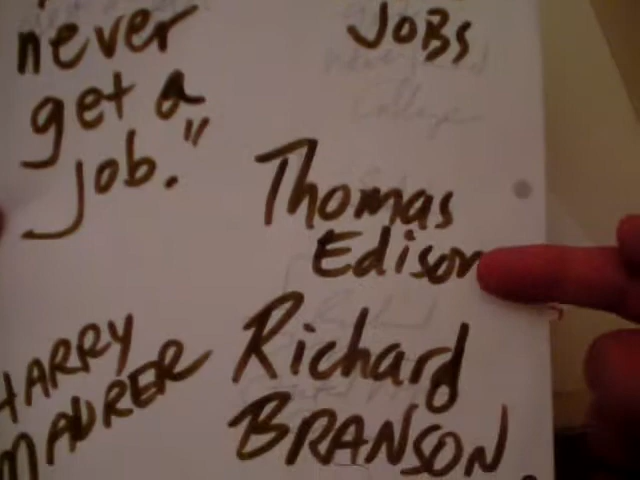 never
get a
job."
JOBS
Thomas
Edison
Richard
BRANSON.
HARRY
MAURER